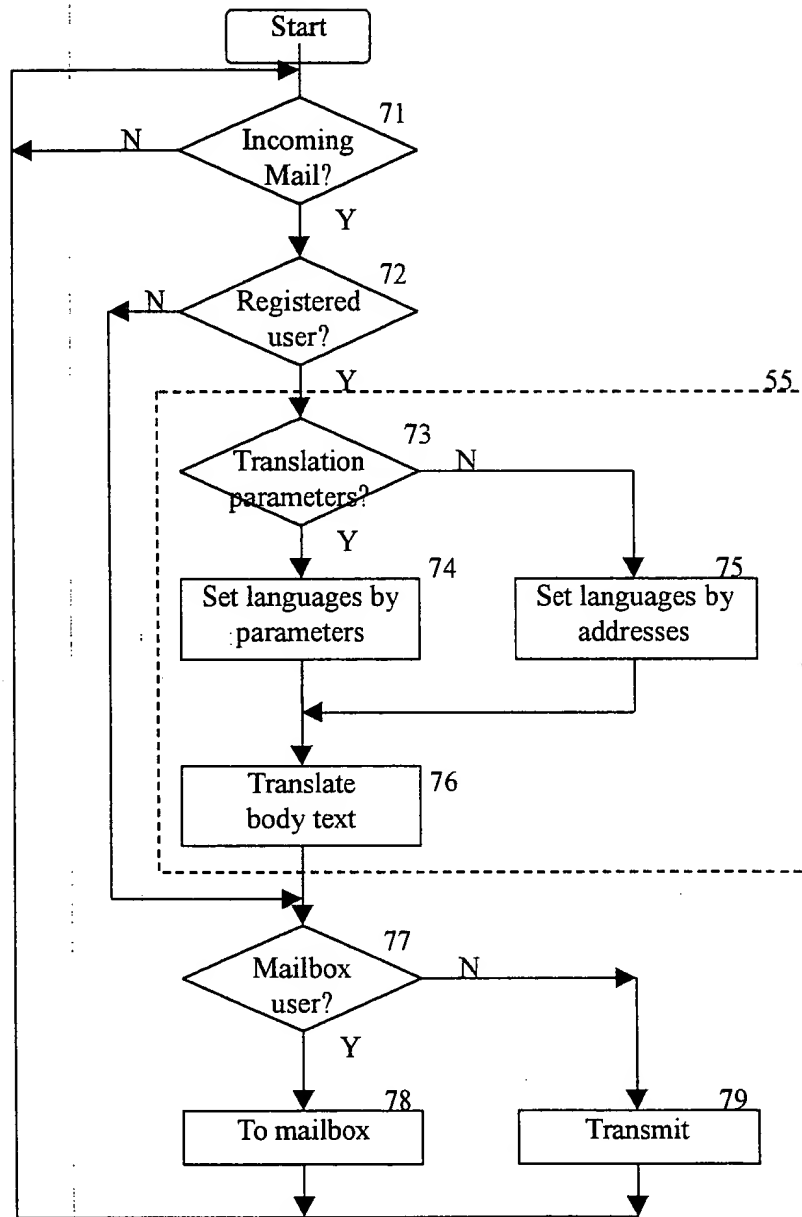 Start
71
Incoming
Mail?
N
Y
72
Registered
user?
N
Y
55
73
Translation
parameters?
N
Y
74
Set languages by
parameters
75
Set languages by
addresses
Translate
body text
76
77
Mailbox
user?
N
Y
78
To mailbox
79
Transmit